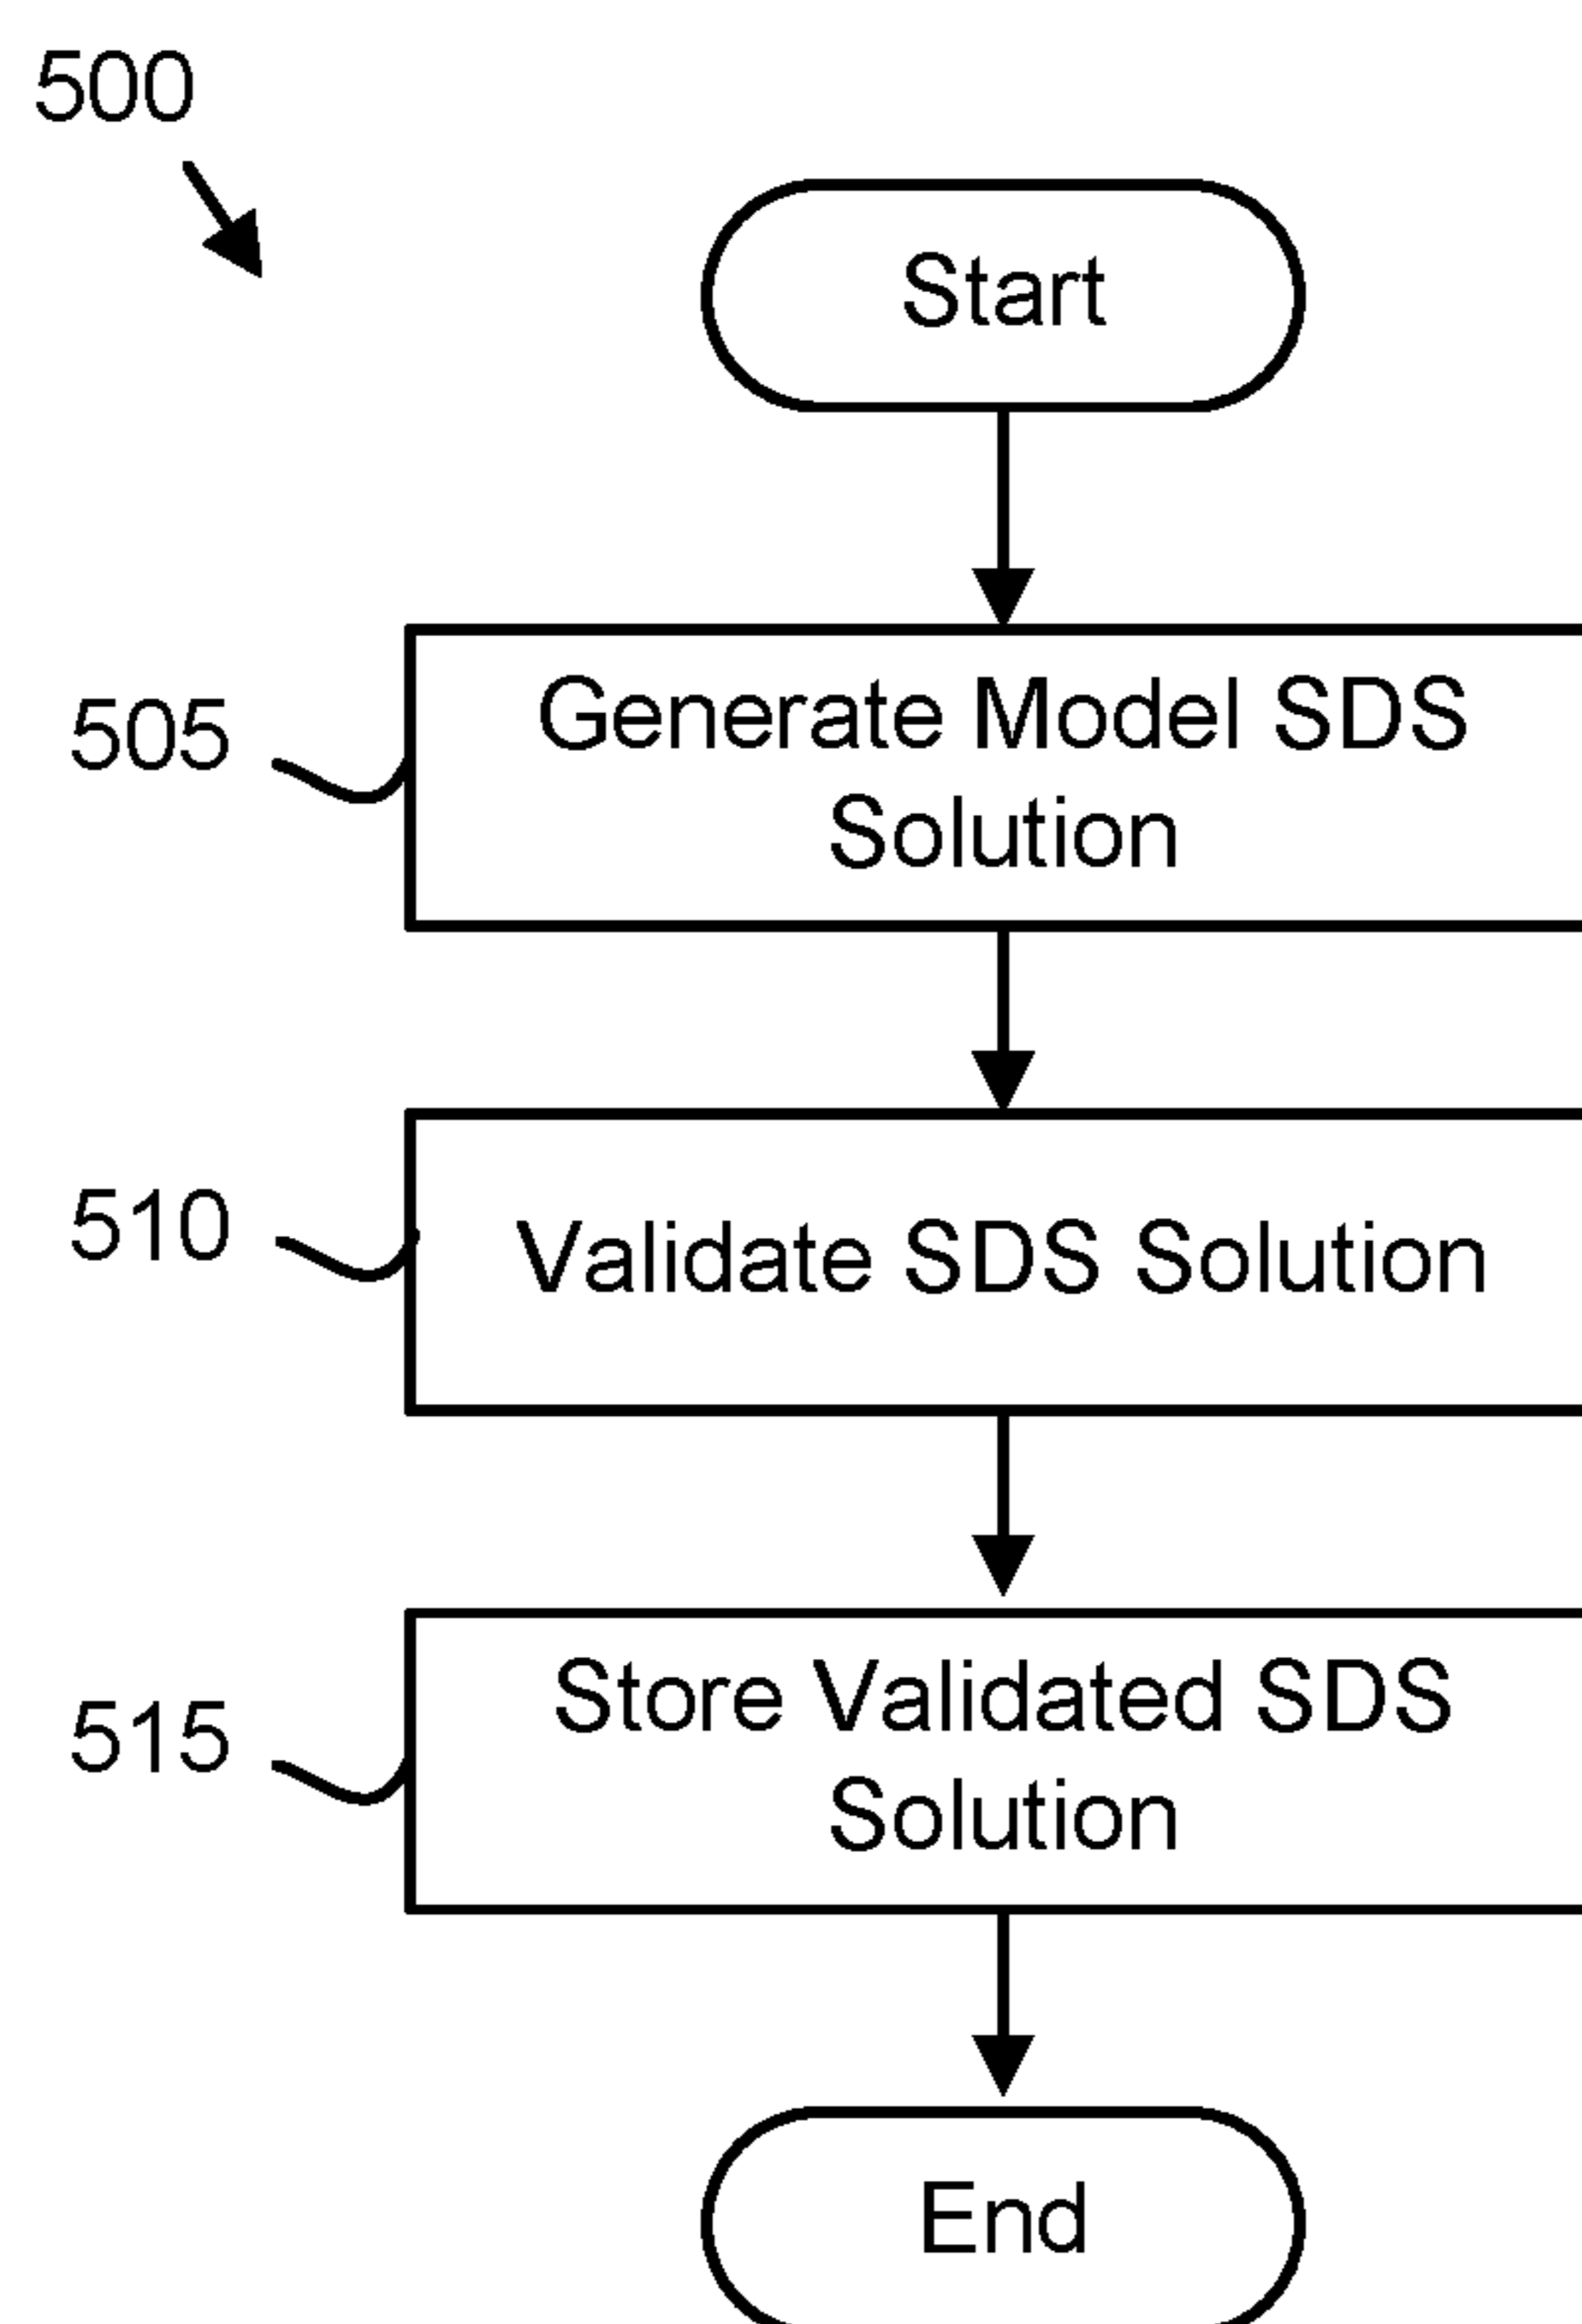 500
Start
505
Generate Model SDS
Solution
510
Validate SDS Solution
515
Store Validated SDS
Solution
End